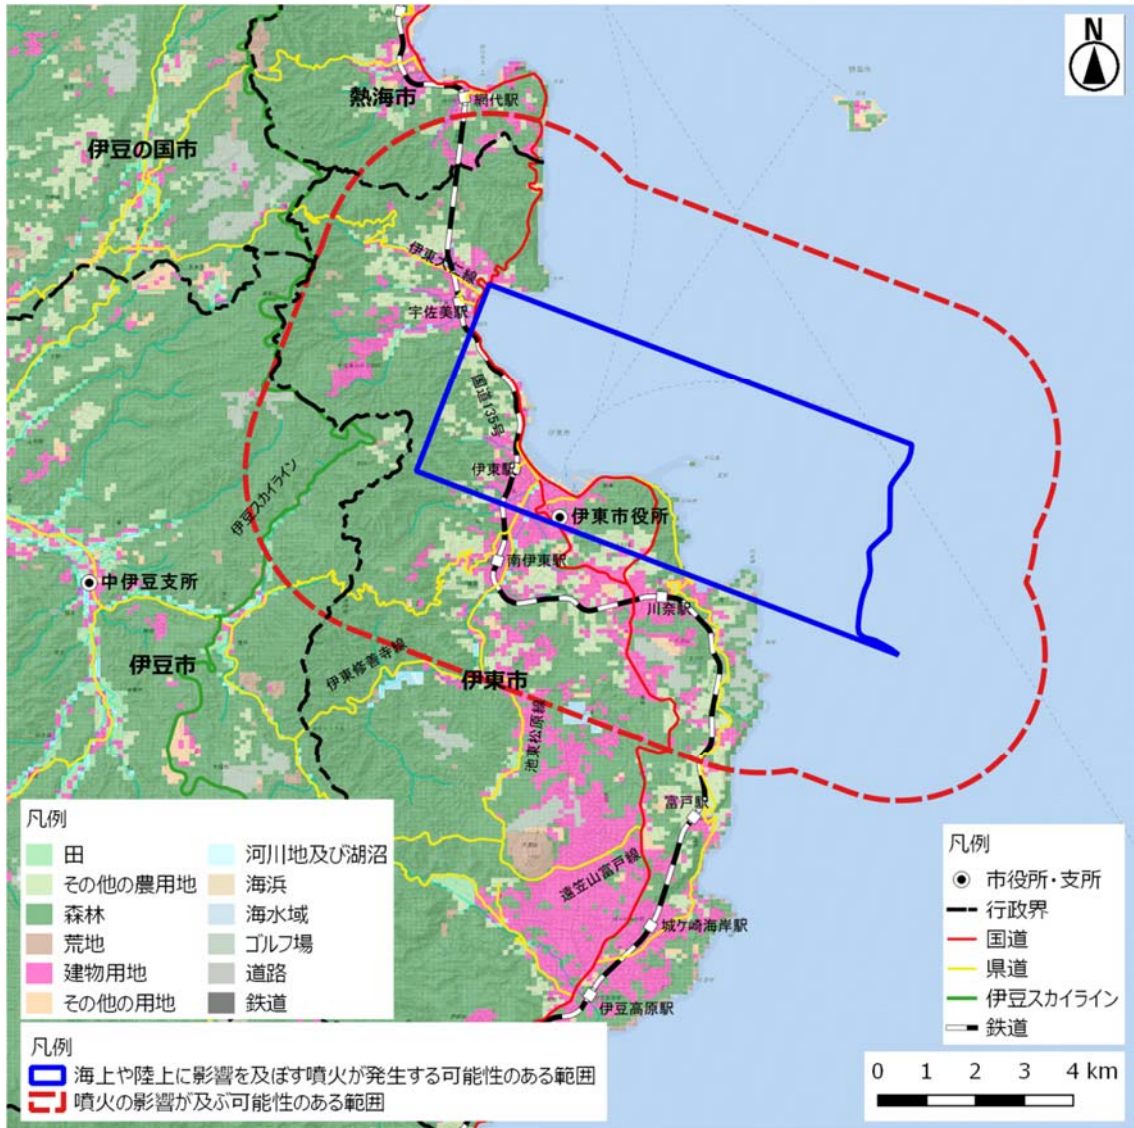 N
熱海市
網代駅
伊豆の国市
伊東大仁線
宇佐美駅
国道135号
伊東駅
伊豆スカイライン
伊東市役所
南伊東駅
中伊豆支所
川奈駅
伊豆市
伊東修善寺線
伊東市
池東松原線
富戸駅
遠笠山富戸線
城ケ崎海岸駅
伊豆高原駅
凡例
田
河川地及び湖沼
その他の農用地
海浜
森林
海水域
荒地
ゴルフ場
建物用地
道路
その他の用地
鉄道
凡例
市役所・支所
行政界
国道
県道
伊豆スカイライン
鉄道
凡例
海上や陸上に影響を及ぼす噴火が発生する可能性のある範囲
噴火の影響が及ぶ可能性のある範囲
0 1 2 3 4 km